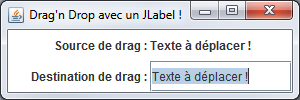 Drag'n Drop avec un JLabel !
Source de drag : Texte à déplacer !
Destination de drag : Texte à déplacer !